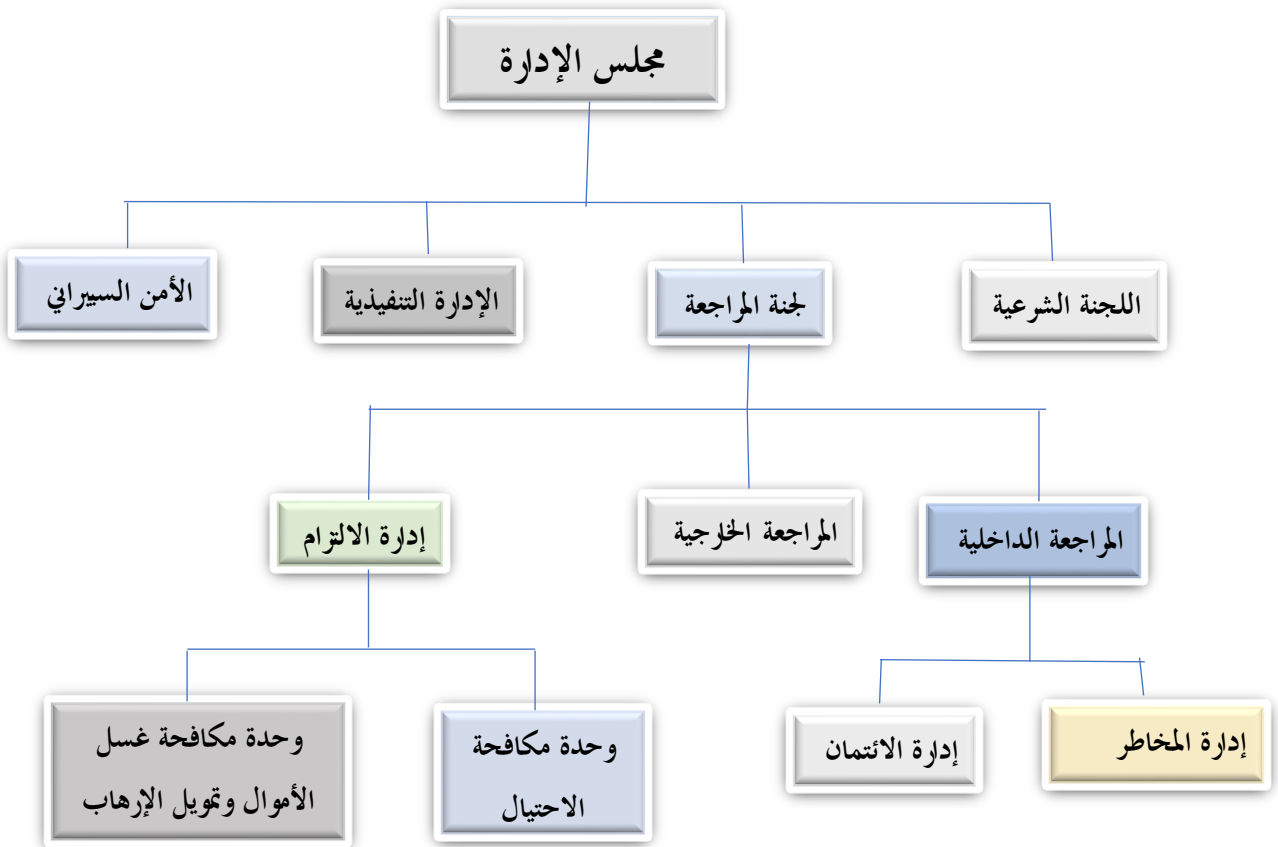 مجلس الإدارة
اللجنة الشرعية
لجنة المراجعة
الإدارة التنفيذية
الأمن السيبراني
المراجعة الداخلية
المراجعة الخارجية
إدارة الالتزام
إدارة المخاطر
إدارة الائتمان
وحدة مكافحة
الاحتيال
وحدة مكافحة غسل
الأموال وتمويل الإرهاب